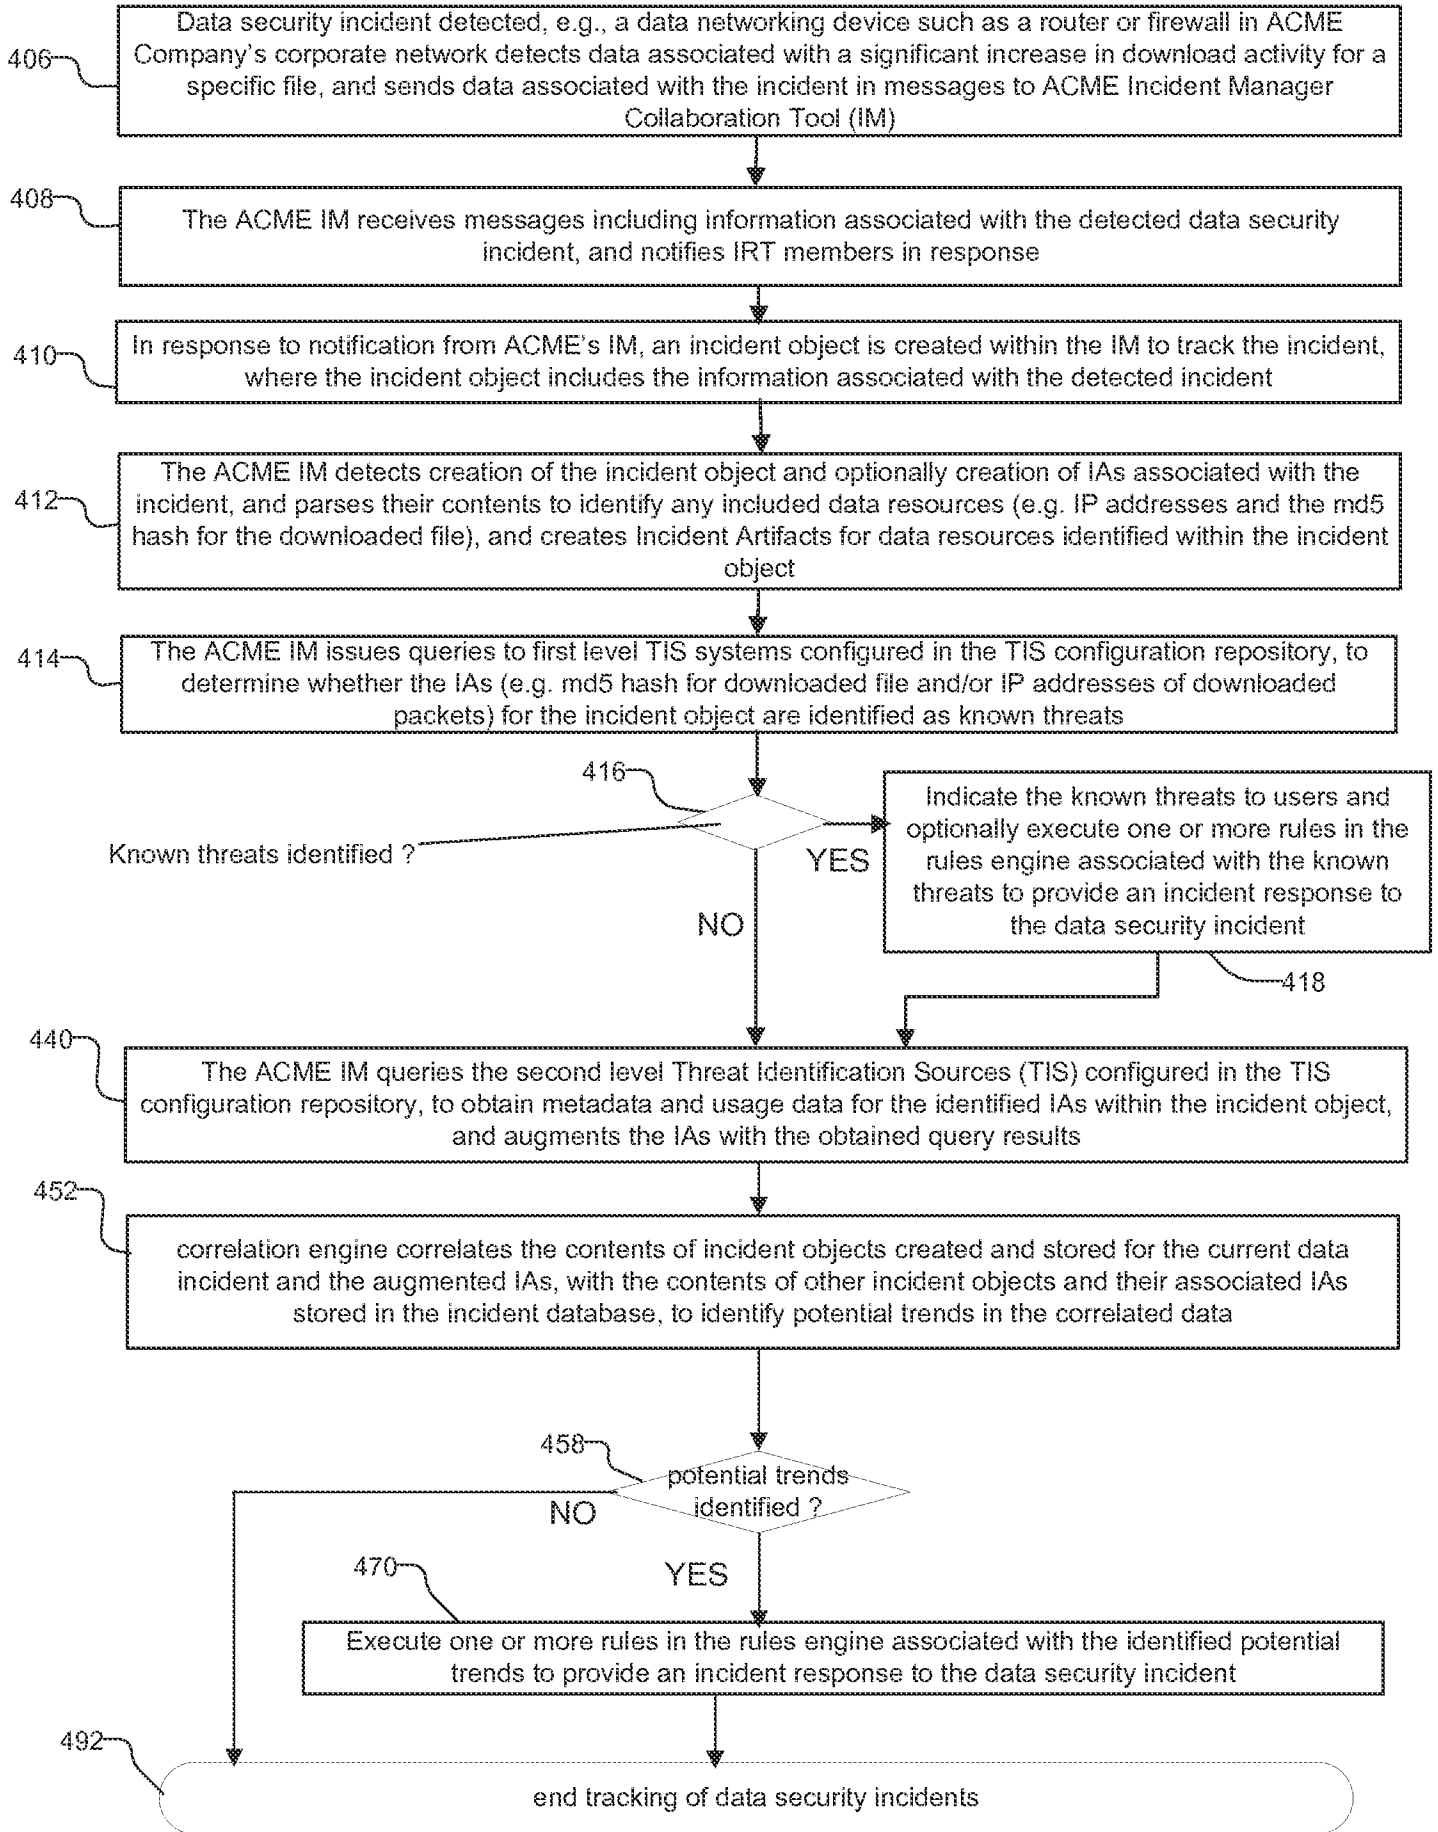 406
Data security incident detected, e.g., a data networking device such as a router or firewall in ACME
Company's corporate network detects data associated with a significant increase in download activity for a
specific file, and sends data associated with the incident in messages to ACME Incident Manager
Collaboration Tool (IM)
408
The ACME IM receives messages including information associated with the detected data security
incident, and notifies IRT members in response
410
In response to notification from ACME's IM, an incident object is created within the IM to track the incident,
where the incident object includes the information associated with the detected incident
412
The ACME IM detects creation of the incident object and optionally creation of IAs associated with the
incident, and parses their contents to identify any included data resources (e.g. IP addresses and the md5
hash for the downloaded file), and creates Incident Artifacts for data resources identified within the incident
object
414
The ACME IM issues queries to first level TIS systems configured in the TIS configuration repository, to
determine whether the IAs (e.g. md5 hash for downloaded file and/or IP addresses of downloaded
packets) for the incident object are identified as known threats
416
Known threats identified ?
YES
NO
Indicate the known threats to users and
optionally execute one or more rules in the
rules engine associated with the known
threats to provide an incident response to
the data security incident
418
440
The ACME IM queries the second level Threat Identification Sources (TIS) configured in the TIS
configuration repository, to obtain metadata and usage data for the identified IAs within the incident object,
and augments the IAs with the obtained query results
452
correlation engine correlates the contents of incident objects created and stored for the current data
incident and the augmented IAs, with the contents of other incident objects and their associated IAs
stored in the incident database, to identify potential trends in the correlated data
458
potential trends
identified ?
NO
YES
470
Execute one or more rules in the rules engine associated with the identified potential
trends to provide an incident response to the data security incident
492
end tracking of data security incidents